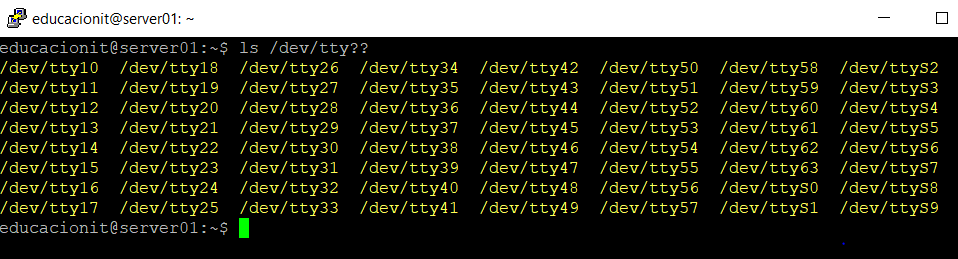 educacionit@server01: ~
educacionit@server01:~$ ls /dev/tty??
/dev/tty10  /dev/tty18  /dev/tty26  /dev/tty34  /dev/tty42  /dev/tty50  /dev/tty58  /dev/ttyS2
/dev/tty11  /dev/tty19  /dev/tty27  /dev/tty35  /dev/tty43  /dev/tty51  /dev/tty59  /dev/ttyS3
/dev/tty12  /dev/tty20  /dev/tty28  /dev/tty36  /dev/tty44  /dev/tty52  /dev/tty60  /dev/ttyS4
/dev/tty13  /dev/tty21  /dev/tty29  /dev/tty37  /dev/tty45  /dev/tty53  /dev/tty61  /dev/ttyS5
/dev/tty14  /dev/tty22  /dev/tty30  /dev/tty38  /dev/tty46  /dev/tty54  /dev/tty62  /dev/ttyS6
/dev/tty15  /dev/tty23  /dev/tty31  /dev/tty39  /dev/tty47  /dev/tty55  /dev/tty63  /dev/ttyS7
/dev/tty16  /dev/tty24  /dev/tty32  /dev/tty40  /dev/tty48  /dev/tty56  /dev/ttyS0  /dev/ttyS8
/dev/tty17  /dev/tty25  /dev/tty33  /dev/tty41  /dev/tty49  /dev/tty57  /dev/ttyS1  /dev/ttyS9
educacionit@server01:~$